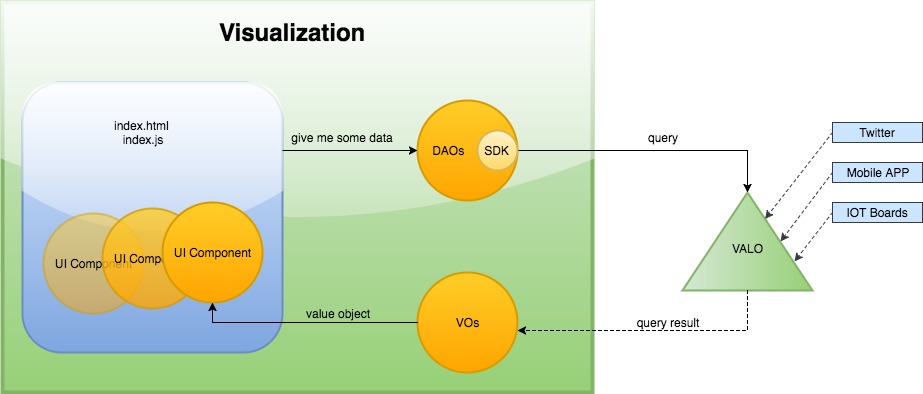 Visualization
index.html
index.js
give me some data
DAOs
SDK
query
Twitter
Mobile APP
IOT Boards
VALO
UI Component
UI Comp
UI Component
value object
VOs
query result